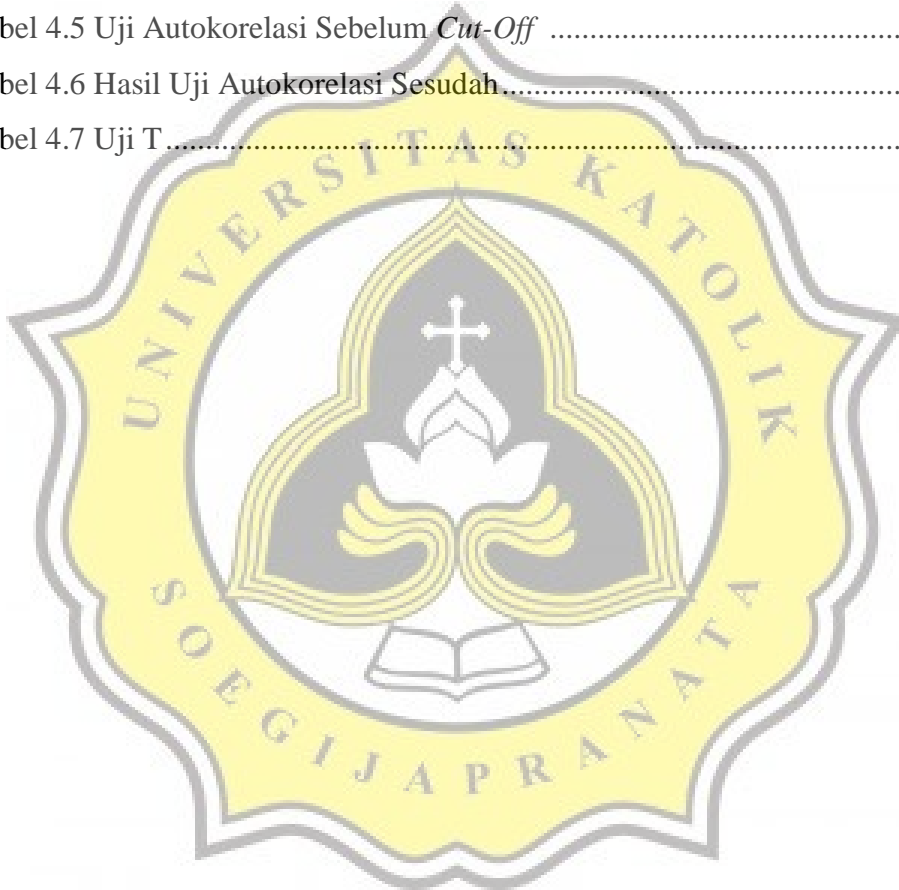 bel 4.5 Uji Autokorelasi Sebelum Cut-Off ............................................
bel 4.6 Hasil Uji Autokorelasi Sesudah..................................................
bel 4.7 Uji T............................................................................................
UNIVERSITAS KATOLIK
SOEGIJAPRANATA